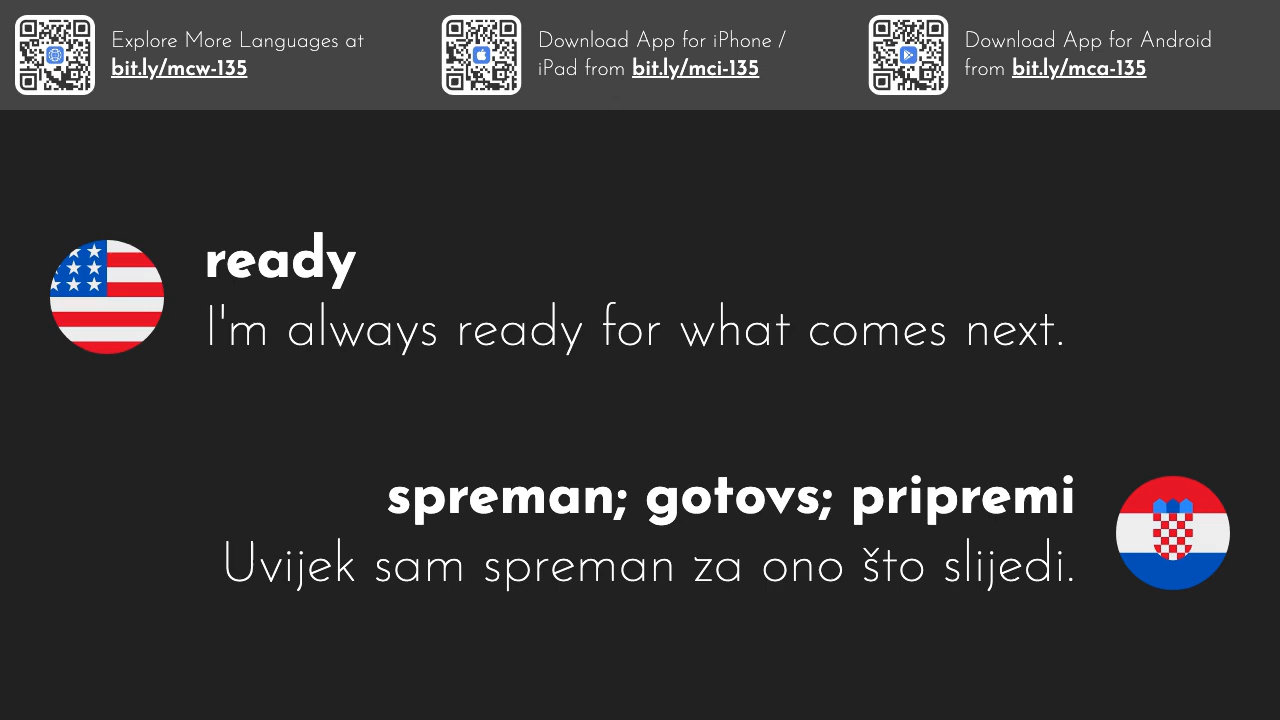 Explore More Languages at
bit.ly/mcw-135
Download App for iPhone /
iPad from bit.ly/mci-135
Download App for Android
from bit.ly/mca-135
ready
I'm always ready for what comes next.
spreman; gotovs; pripremi
Uvijek sam spreman za ono što slijedi.